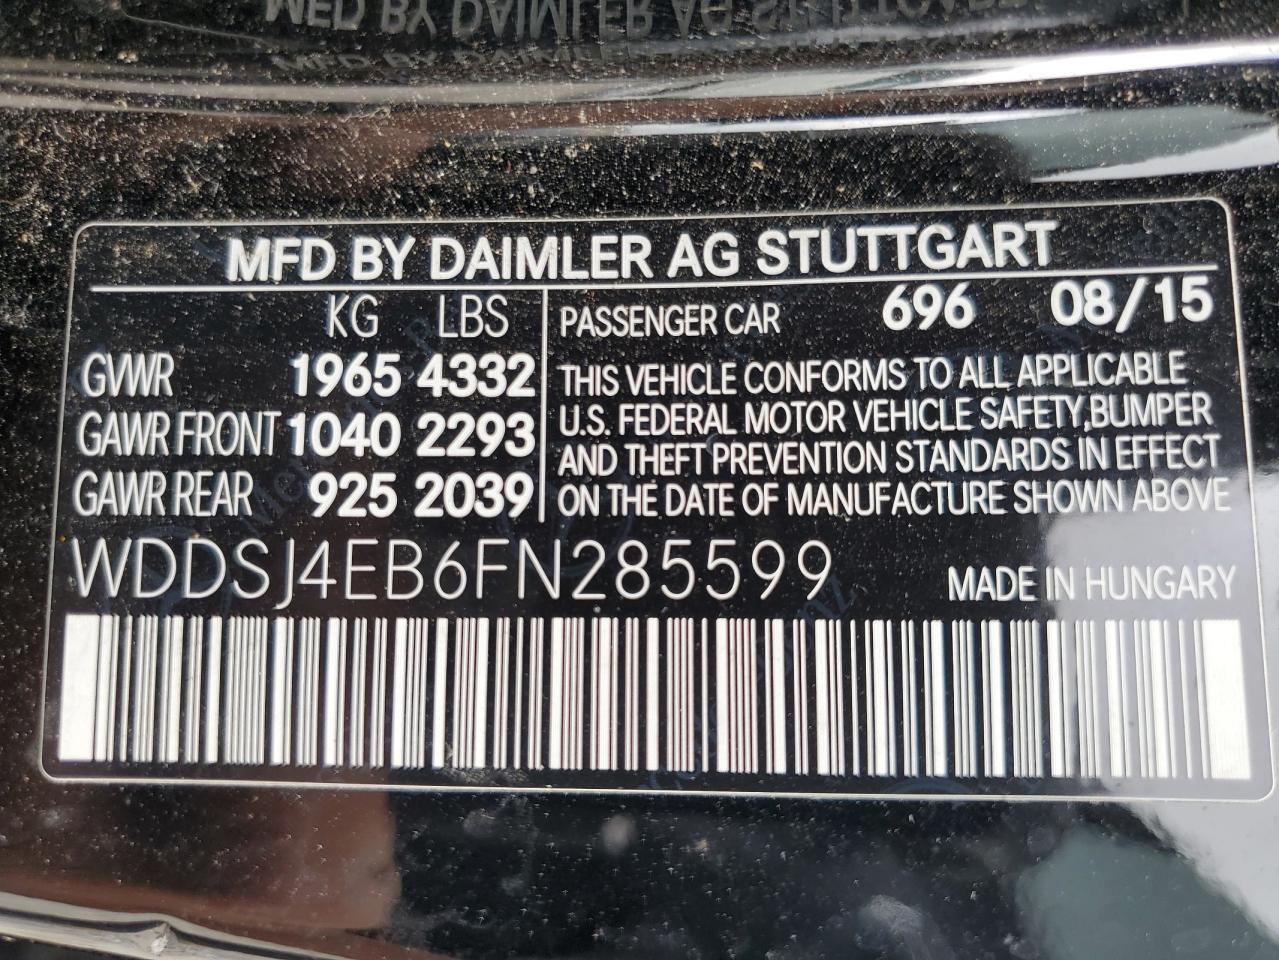 MFD BY DAIMLER AG STUTTGART
KG LBS
GVWR 1965 4332
GAWR FRONT 1040 2293
GAWR REAR 925 2039
PASSENGER CAR 696 08/15
THIS VEHICLE CONFORMS TO ALL APPLICABLE
U.S. FEDERAL MOTOR VEHICLE SAFETY, BUMPER
AND THEFT PREVENTION STANDARDS IN EFFECT
ON THE DATE OF MANUFACTURE SHOWN ABOVE
WDDSJ4EB6FN285599 MADE IN HUNGARY